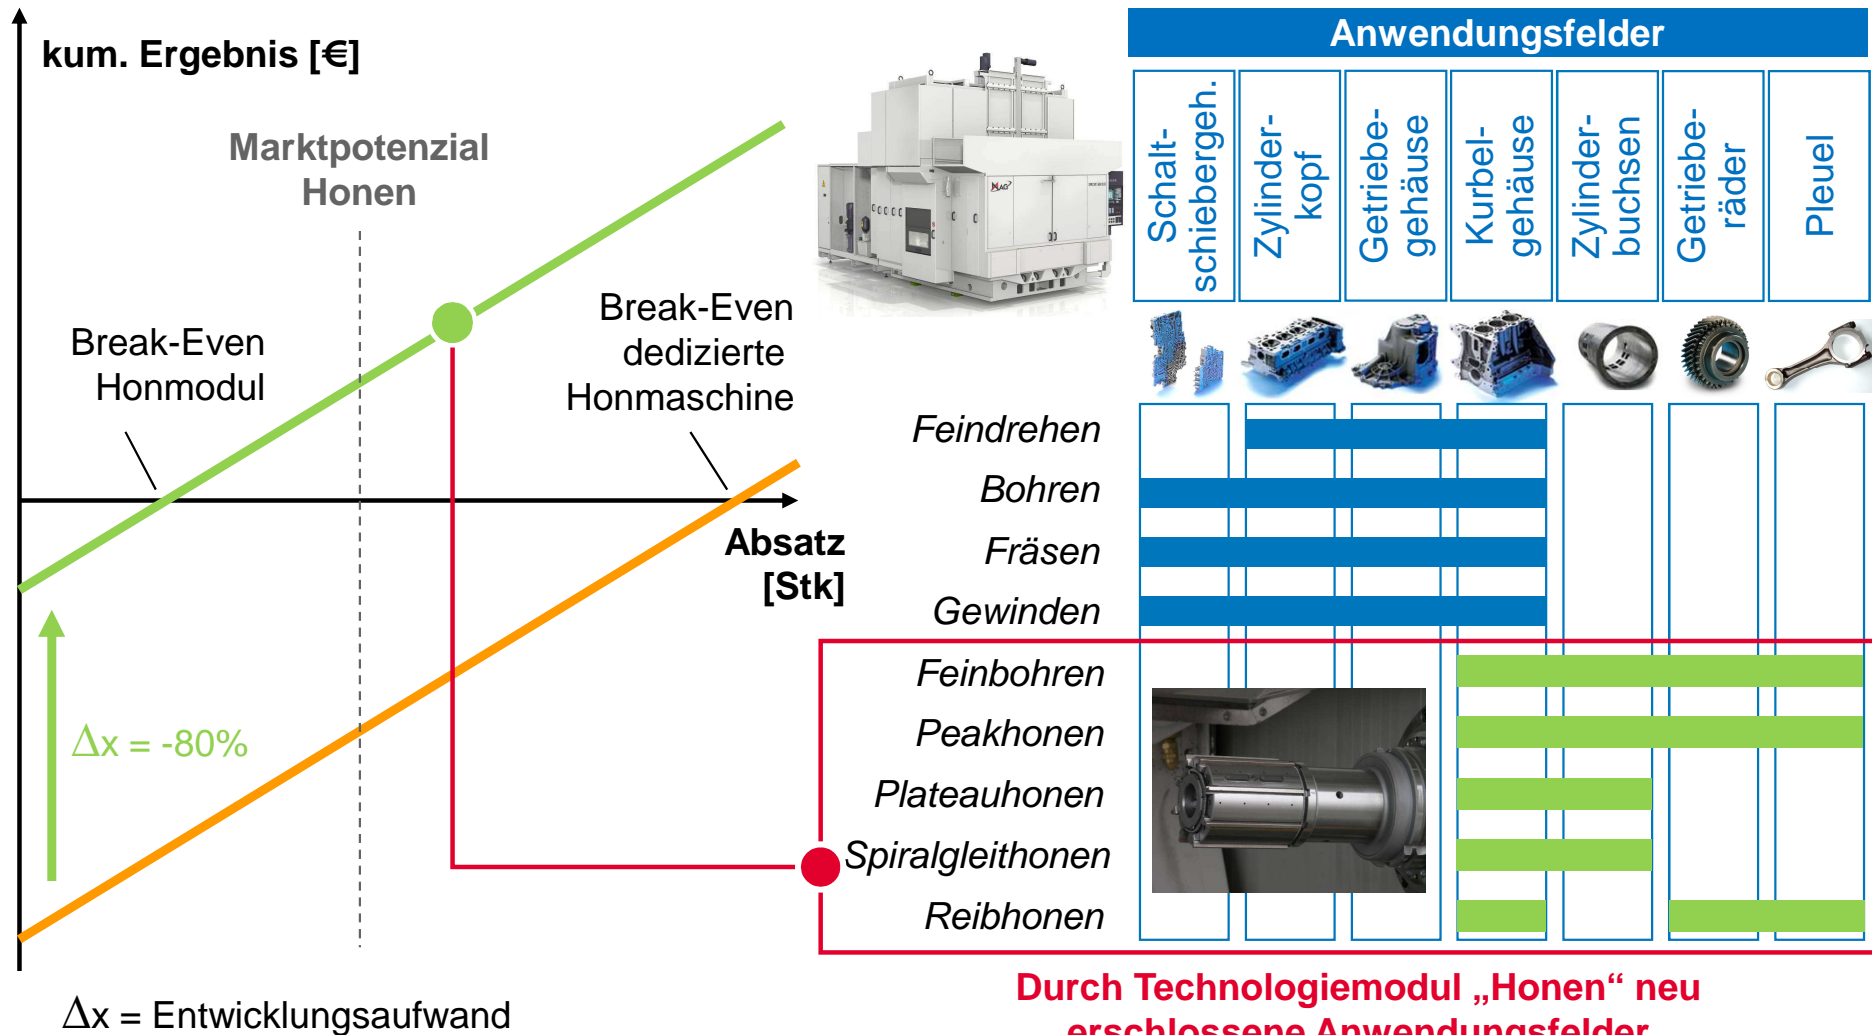 kum. Ergebnis [€]
Marktpotenzial
Honen
Break-Even
Honmodul
Break-Even
dedizierte
Honmaschine
Absatz
[Stk]
Δx = -80%
Δx = Entwicklungsaufwand
MAG
Anwendungsfelder
Schalt-
schiebergeh.
Zylinder-
kopf
Getriebe-
gehäuse
Kurbel-
gehäuse
Zylinder-
buchsen
Getriebe-
räder
Pleuel
Feindrehen
Bohren
Fräsen
Gewinden
Feinbohren
Peakhonen
Plateauhonen
Spiralgleithonen
Reibhonen
Durch Technologiemodul „Honen“ neu
erschlossene Anwendungsfelder